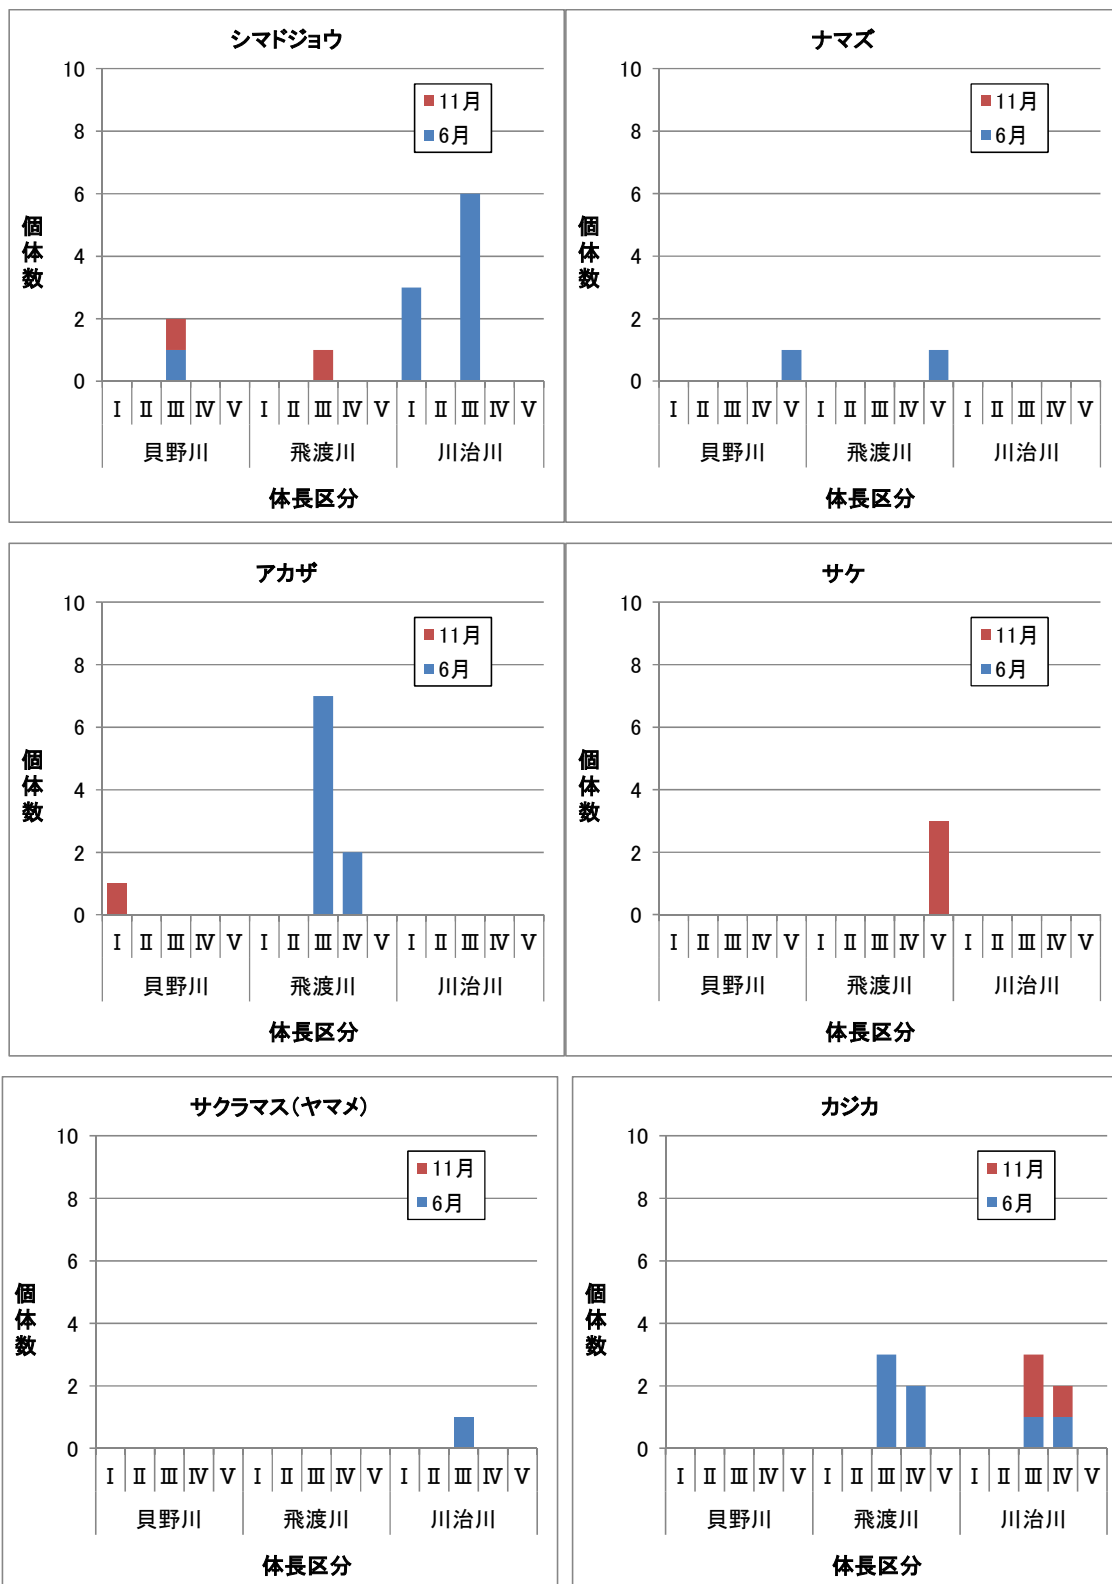 シマドジョウ
10
8
6
4
2
0
個体数
11月
6月
Ⅰ Ⅱ Ⅲ Ⅳ Ⅴ Ⅰ Ⅱ Ⅲ Ⅳ Ⅴ Ⅰ Ⅱ Ⅲ Ⅳ Ⅴ
貝野川 飛渡川 川治川
体長区分
ナマズ
10
8
6
4
2
0
個体数
11月
6月
Ⅰ Ⅱ Ⅲ Ⅳ Ⅴ Ⅰ Ⅱ Ⅲ Ⅳ Ⅴ Ⅰ Ⅱ Ⅲ Ⅳ Ⅴ
貝野川 飛渡川 川治川
体長区分
アカザ
10
8
6
4
2
0
個体数
11月
6月
Ⅰ Ⅱ Ⅲ Ⅳ Ⅴ Ⅰ Ⅱ Ⅲ Ⅳ Ⅴ Ⅰ Ⅱ Ⅲ Ⅳ Ⅴ
貝野川 飛渡川 川治川
体長区分
サケ
10
8
6
4
2
0
個体数
11月
6月
Ⅰ Ⅱ Ⅲ Ⅳ Ⅴ Ⅰ Ⅱ Ⅲ Ⅳ Ⅴ Ⅰ Ⅱ Ⅲ Ⅳ Ⅴ
貝野川 飛渡川 川治川
体長区分
サクラマス（ヤマメ）
10
8
6
4
2
0
個体数
11月
6月
Ⅰ Ⅱ Ⅲ Ⅳ Ⅴ Ⅰ Ⅱ Ⅲ Ⅳ Ⅴ Ⅰ Ⅱ Ⅲ Ⅳ Ⅴ
貝野川 飛渡川 川治川
体長区分
カジカ
10
8
6
4
2
0
個体数
11月
6月
Ⅰ Ⅱ Ⅲ Ⅳ Ⅴ Ⅰ Ⅱ Ⅲ Ⅳ Ⅴ Ⅰ Ⅱ Ⅲ Ⅳ Ⅴ
貝野川 飛渡川 川治川
体長区分